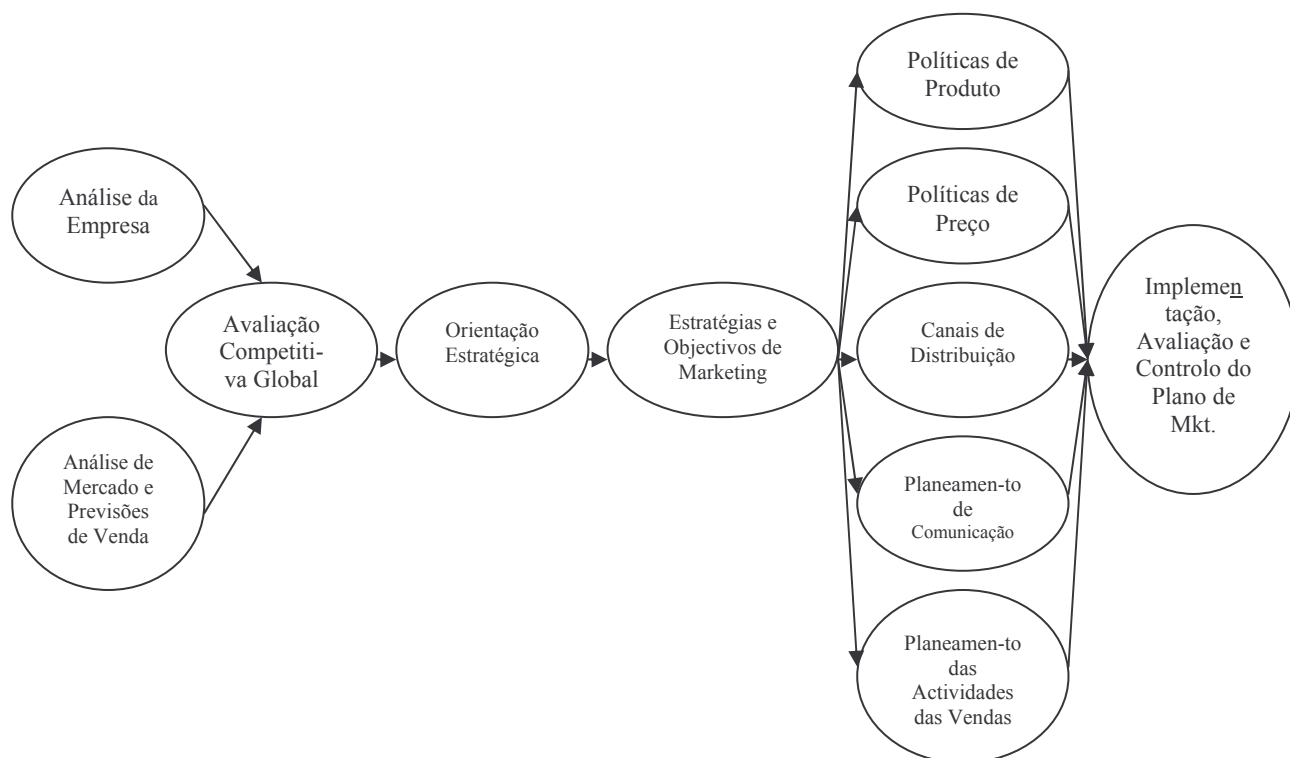 Análise da
Empresa
Análise de
Mercado e
Previsões
de Venda
Avaliação
Competiti-
va Global
Orientação
Estratégica
Estratégias e
Objectivos de
Marketing
Políticas de
Produto
Políticas de
Preço
Canais de
Distribuição
Planeamen-to
de
Comunicação
Planeamen-to
das
Actividades
das Vendas
Implemen
tação,
Avaliação e
Controlo do
Plano de
Mkt.